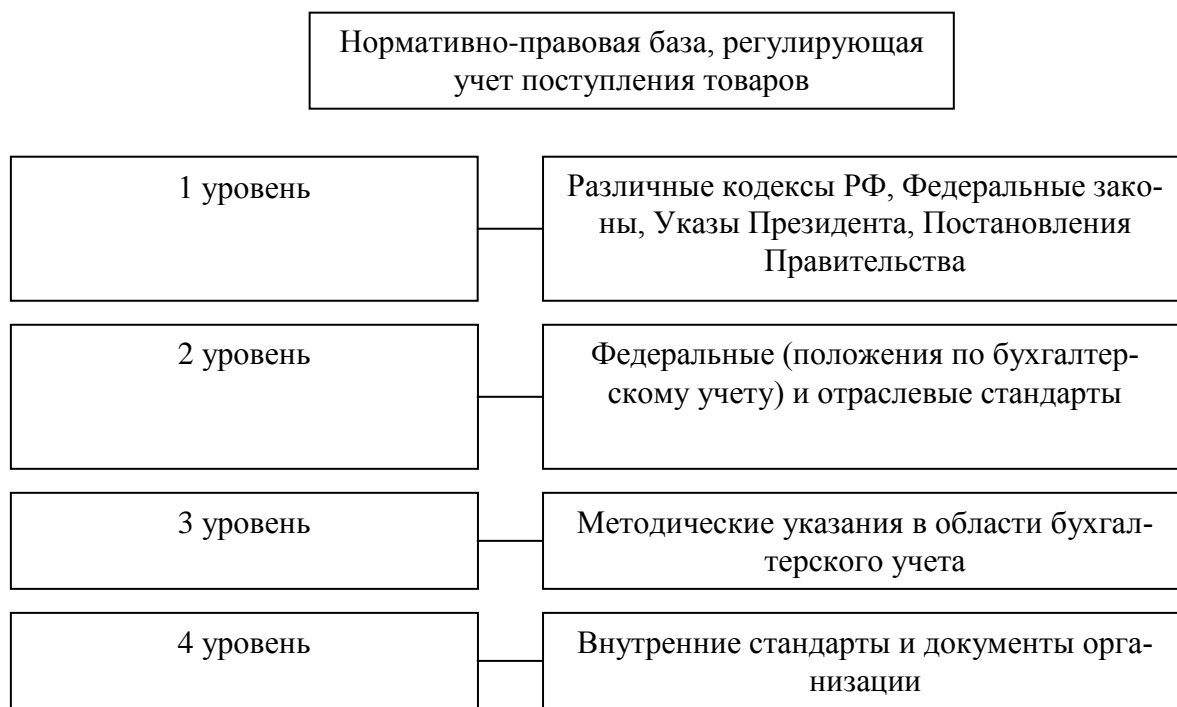 Нормативно-правовая база, регулирующая
учет поступления товаров
1 уровень
Различные кодексы РФ, Федеральные зако-
ны, Указы Президента, Постановления
Правительства
2 уровень
Федеральные (положения по бухгалтер-
скому учету) и отраслевые стандарты
3 уровень
Методические указания в области бухгал-
терского учета
4 уровень
Внутренние стандарты и документы орга-
низации